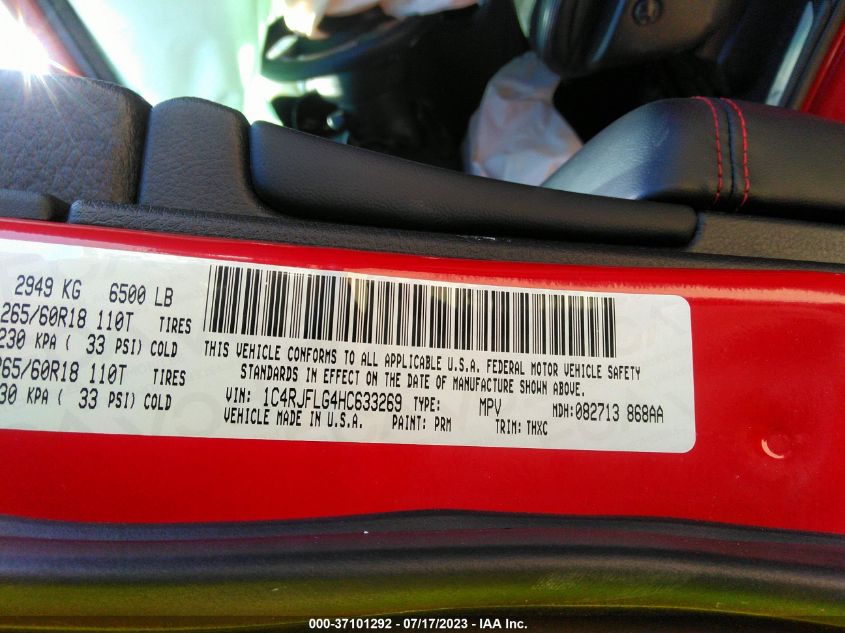 2949 KG 6500 LB
265/60R18 110T TIRES
230 KPA ( 33 PSI) COLD
265/60R18 110T TIRES
30 KPA ( 33 PSI) COLD
THIS VEHICLE CONFORMS TO ALL APPLICABLE U.S.A. FEDERAL MOTOR VEHICLE SAFETY
STANDARDS IN EFFECT ON THE DATE OF MANUFACTURE SHOWN ABOVE.
VIN: 1C4RJFLG4HC633269 TYPE: MPV MDH:082713 868AA
VEHICLE MADE IN U.S.A. PAINT: PRM TRIM: THXC
000-37101292 - 07/17/2023 - IAA Inc.